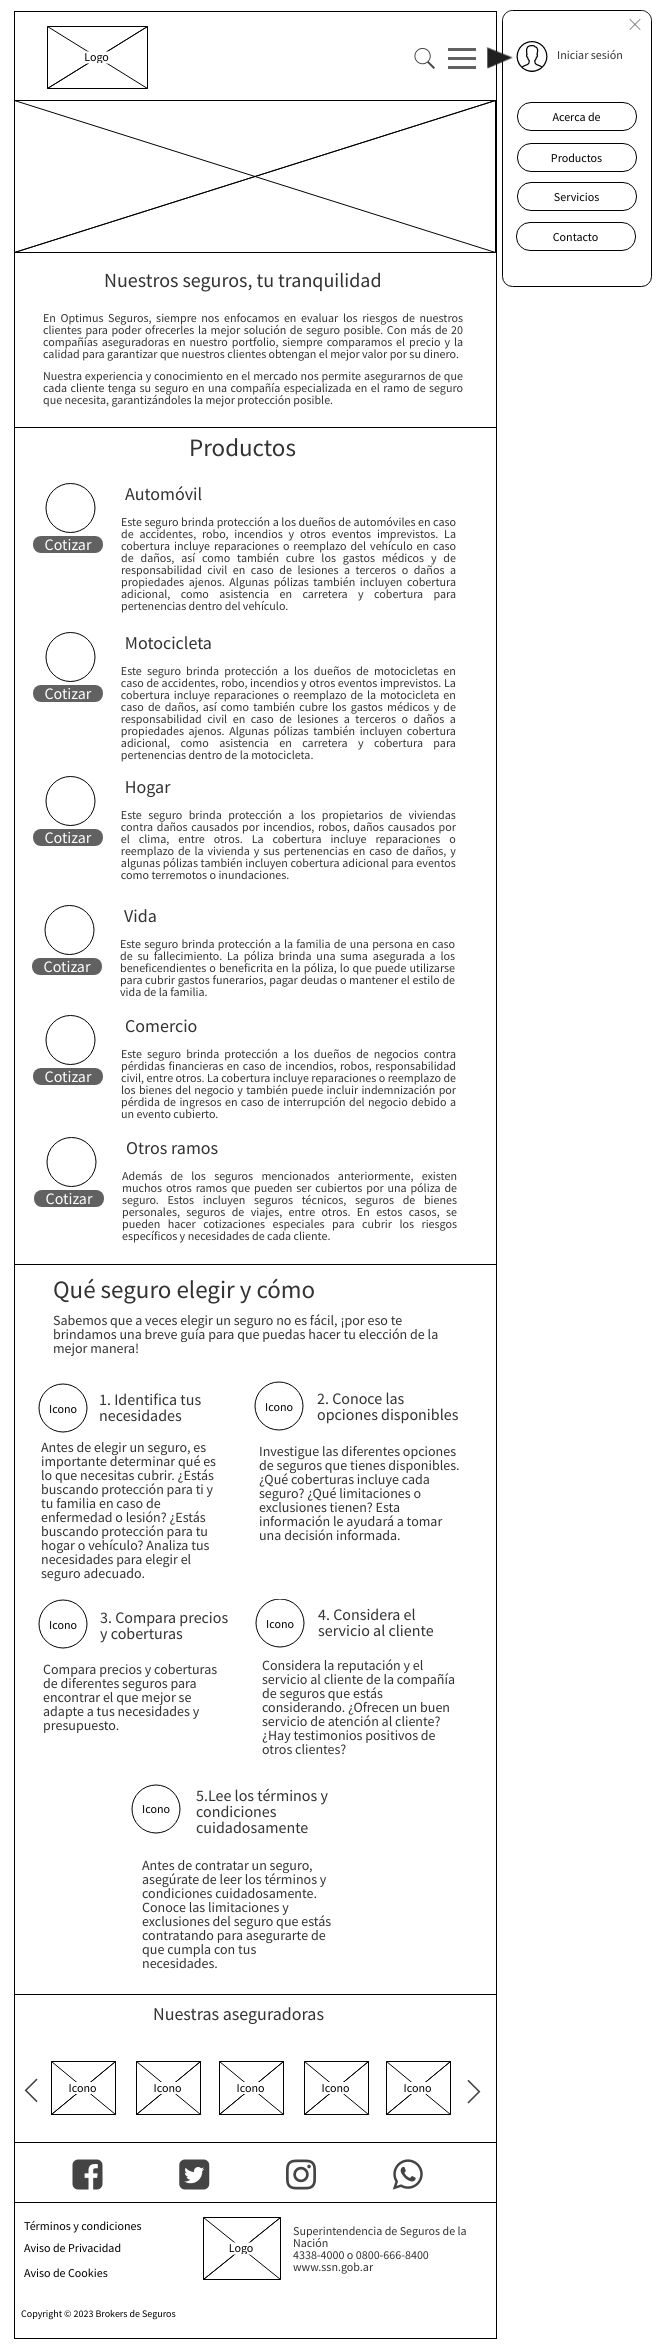 Logo
Iniciar sesión
Acerca de
Productos
Servicios
Contacto
Nuestros seguros, tu tranquilidad
En Optimus Seguros, siempre nos enfocamos en evaluar los riesgos de nuestros
clientes para poder ofrecerles la mejor solución de seguro posible. Con más de 20
compañías aseguradoras en nuestro portfolio, siempre comparamos el precio y la
calidad para garantizar que nuestros clientes obtengan el mejor valor por su dinero.
Nuestra experiencia y conocimiento en el mercado nos permite asegurarnos de que
cada cliente tenga su seguro en una compañía especializada en el ramo de seguro
que necesita, garantizándoles la mejor protección posible.
Productos
Automóvil
Cotizar
Este seguro brinda protección a los dueños de automóviles en caso
de accidentes, robo, incendios y otros eventos imprevistos. La
cobertura incluye reparaciones o reemplazo del vehículo en caso
de daños, así como también cubre los gastos médicos y de
responsabilidad civil en caso de lesiones a terceros o daños a
propiedades ajenos. Algunas pólizas también incluyen cobertura
adicional, como asistencia en carretera y cobertura para
pertenencias dentro del vehículo.
Motocicleta
Cotizar
Este seguro brinda protección a los dueños de motocicletas en
caso de accidentes, robo, incendios y otros eventos imprevistos. La
cobertura incluye reparaciones o reemplazo de la motocicleta en
caso de daños, así como también cubre los gastos médicos y de
responsabilidad civil en caso de lesiones a terceros o daños a
propiedades ajenos. Algunas pólizas también incluyen cobertura
adicional, como asistencia en carretera y cobertura para
pertenencias dentro de la motocicleta.
Hogar
Cotizar
Este seguro brinda protección a los propietarios de viviendas
contra daños causados por incendios, robos, daños causados por
el clima, entre otros. La cobertura incluye reparaciones o
reemplazo de la vivienda y sus pertenencias en caso de daños, y
algunas pólizas también incluyen cobertura adicional para eventos
como terremotos o inundaciones.
Vida
Cotizar
Este seguro brinda protección a la familia de una persona en caso
de su fallecimiento. La póliza brinda una suma asegurada a los
beneficendientes o beneficrita en la póliza, lo que puede utilizarse
para cubrir gastos funerarios, pagar deudas o mantener el estilo de
vida de la familia.
Comercio
Cotizar
Este seguro brinda protección a los dueños de negocios contra
pérdidas financieras en caso de incendios, robos, responsabilidad
civil, entre otros. La cobertura incluye reparaciones o reemplazo de
los bienes del negocio y también puede incluir indemnización por
pérdida de ingresos en caso de interrupción del negocio debido a
un evento cubierto.
Otros ramos
Cotizar
Además de los seguros mencionados anteriormente, existen
muchos otros ramos que pueden ser cubiertos por una póliza de
seguro. Estos incluyen seguros técnicos, seguros de bienes
personales, seguros de viajes, entre otros. En estos casos, se
pueden hacer cotizaciones especiales para cubrir los riesgos
específicos y necesidades de cada cliente.
Qué seguro elegir y cómo
Sabemos que a veces elegir un seguro no es fácil, ¡por eso te
brindamos una breve guía para que puedas hacer tu elección de la
mejor manera!
Icono
1. Identifica tus
necesidades
Antes de elegir un seguro, es
importante determinar qué es
lo que necesitas cubrir. ¿Estás
buscando protección para ti y
tu familia en caso de
enfermedad o lesión? ¿Estás
buscando protección para tu
hogar o vehículo? Analiza tus
necesidades para elegir el
seguro adecuado.
Icono
2. Conoce las
opciones disponibles
Investigue las diferentes opciones
de seguros que tienes disponibles.
¿Qué coberturas incluye cada
seguro? ¿Qué limitaciones o
exclusiones tienen? Esta
información le ayudará a tomar
una decisión informada.
Icono
3. Compara precios
y coberturas
Compara precios y coberturas
de diferentes seguros para
encontrar el que mejor se
adapte a tus necesidades y
presupuesto.
Icono
4. Considera el
servicio al cliente
Considera la reputación y el
servicio al cliente de la compañía
de seguros que estás
considerando. ¿Ofrecen un buen
servicio de atención al cliente?
¿Hay testimonios positivos de
otros clientes?
Icono
5.Lee los términos y
condiciones
cuidadosamente
Antes de contratar un seguro,
asegúrate de leer los términos y
condiciones cuidadosamente.
Conoce las limitaciones y
exclusiones del seguro que estás
contratando para asegurarte de
que cumpla con tus
necesidades.
Nuestras aseguradoras
Icono
Icono
Icono
Icono
Icono
Términos y condiciones
Aviso de Privacidad
Aviso de Cookies
Logo
Superintendencia de Seguros de la
Nación
4338-4000 o 0800-666-8400
www.ssn.gob.ar
Copyright © 2023 Brokers de Seguros